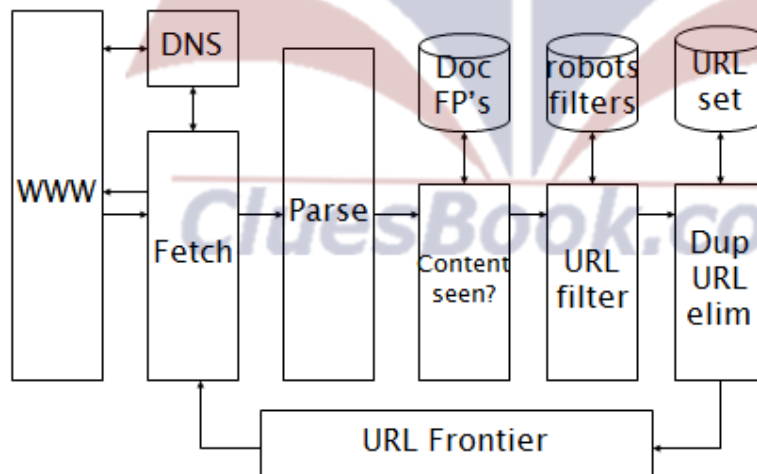 DNS
Doc
FP's
robots
filters
URL
set
WWW
Fetch
Parse
Content
seen?
URL
filter
Dup
URL
elim
URL Frontier
CluesBook.co